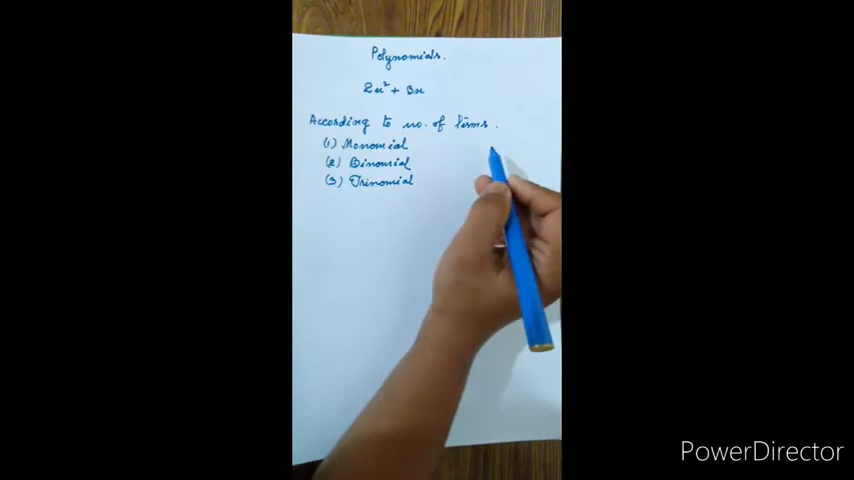 Polynomials.
2x² + 3x
According to no. of terms.
(1) Monomial
(2) Binomial
(3) Trinomial
PowerDirector